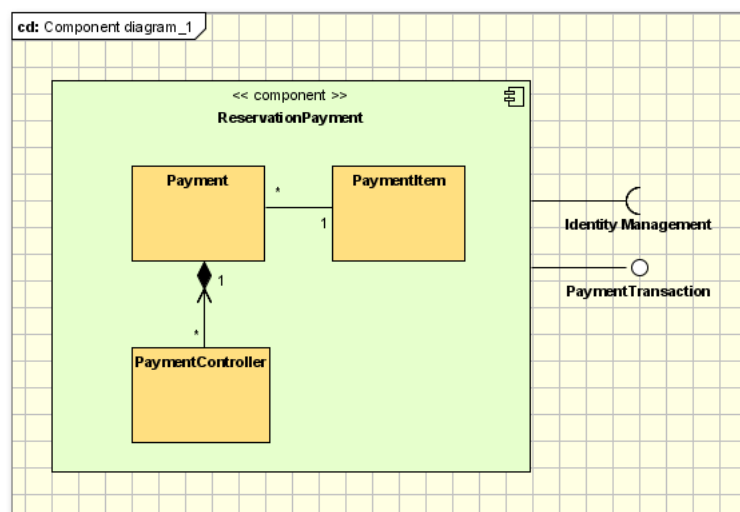 cd: Component diagram_1
<< component >>
ReservationPayment
Payment
*
1
PaymentItem
1
*
PaymentController
Identity Management
PaymentTransaction